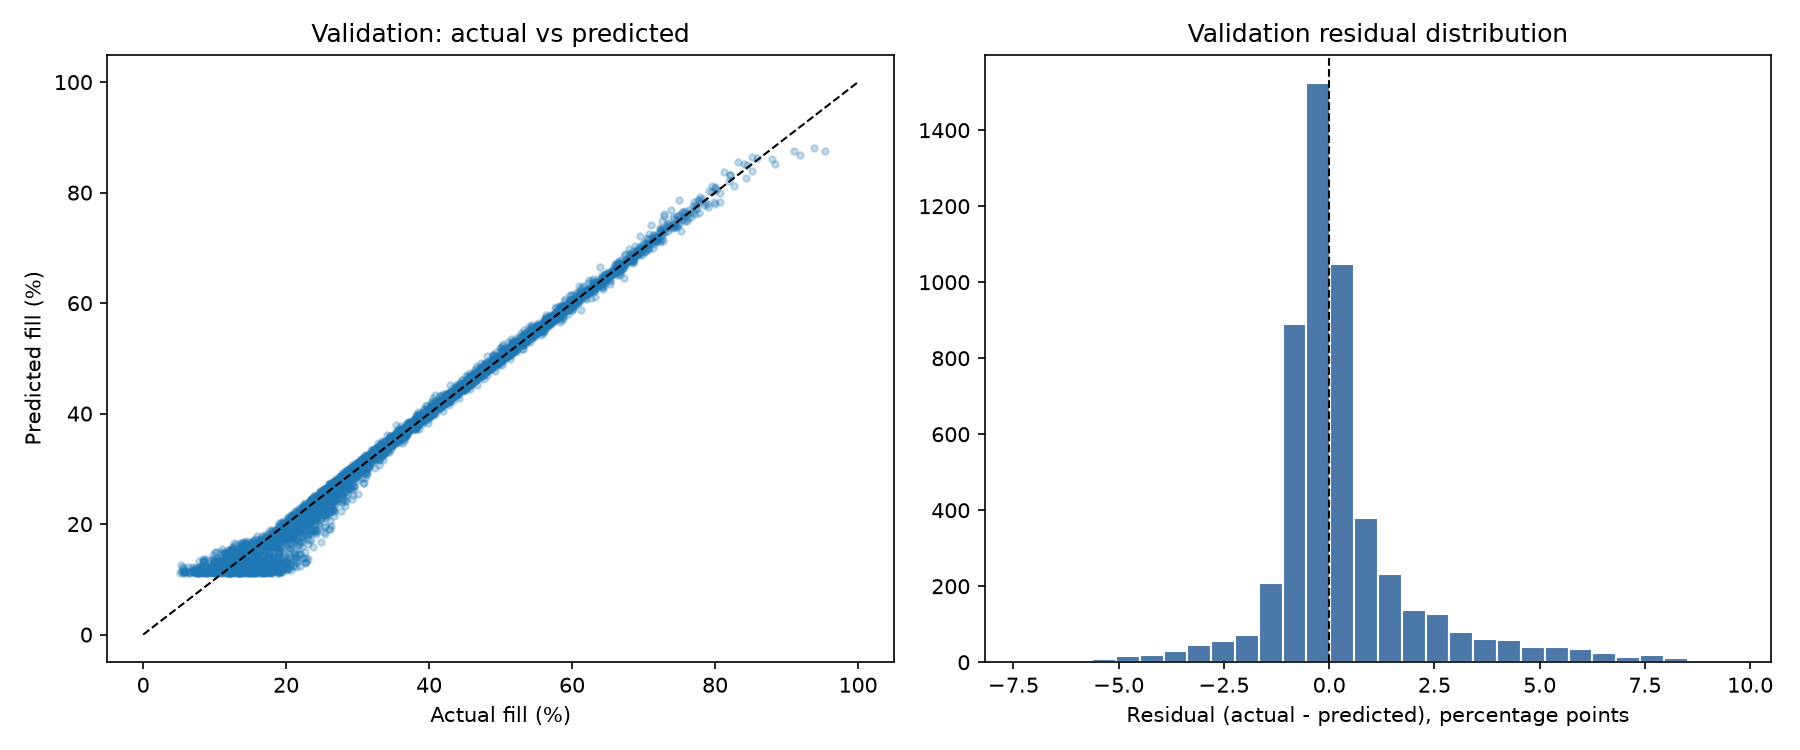 Validation: actual vs predicted
100
80
60
40
20
0
Predicted fill (%)
0 20 40 60 80 100
Actual fill (%)
Validation residual distribution
1400
1200
1000
800
600
400
200
0
−7.5 −5.0 −2.5 0.0 2.5 5.0 7.5 10.0
Residual (actual - predicted), percentage points